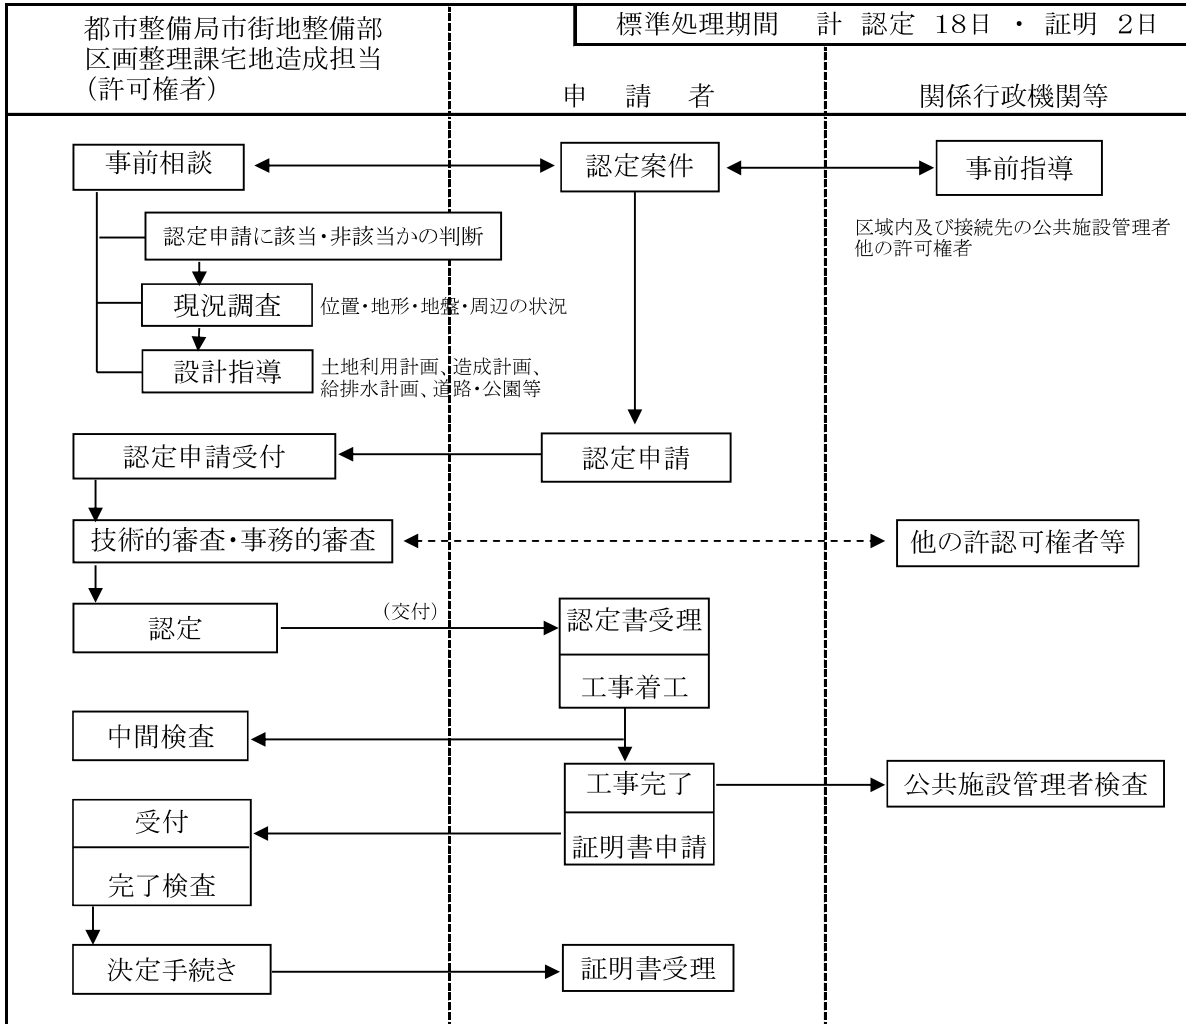 標準処理期間　計 認定 18日 ・ 証明 2日
都市整備局市街地整備部
区画整理課宅地造成担当
(許可権者)
申　請　者
関係行政機関等
事前相談
認定案件
事前指導
区域内及び接続先の公共施設管理者
他の許可権者
認定申請に該当・非該当かの判断
現況調査
位置・地形・地盤・周辺の状況
設計指導
土地利用計画、造成計画、
給排水計画、道路・公園等
認定申請受付
認定申請
技術的審査・事務的審査
他の許認可権者等
認定
(交付)
認定書受理
工事着工
中間検査
工事完了
公共施設管理者検査
受付
証明書申請
完了検査
決定手続き
証明書受理